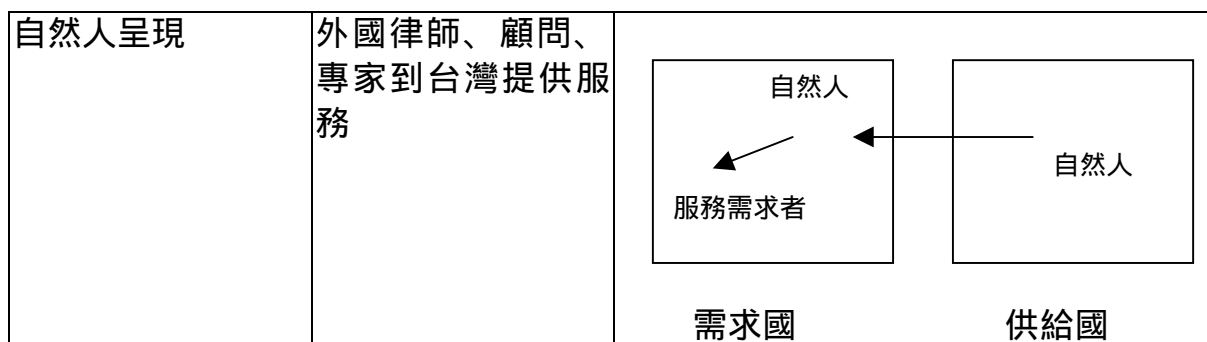 自然人呈現
外國律師、顧問、
專家到台灣提供服
務
自然人
自然人
服務需求者
需求國
供給國